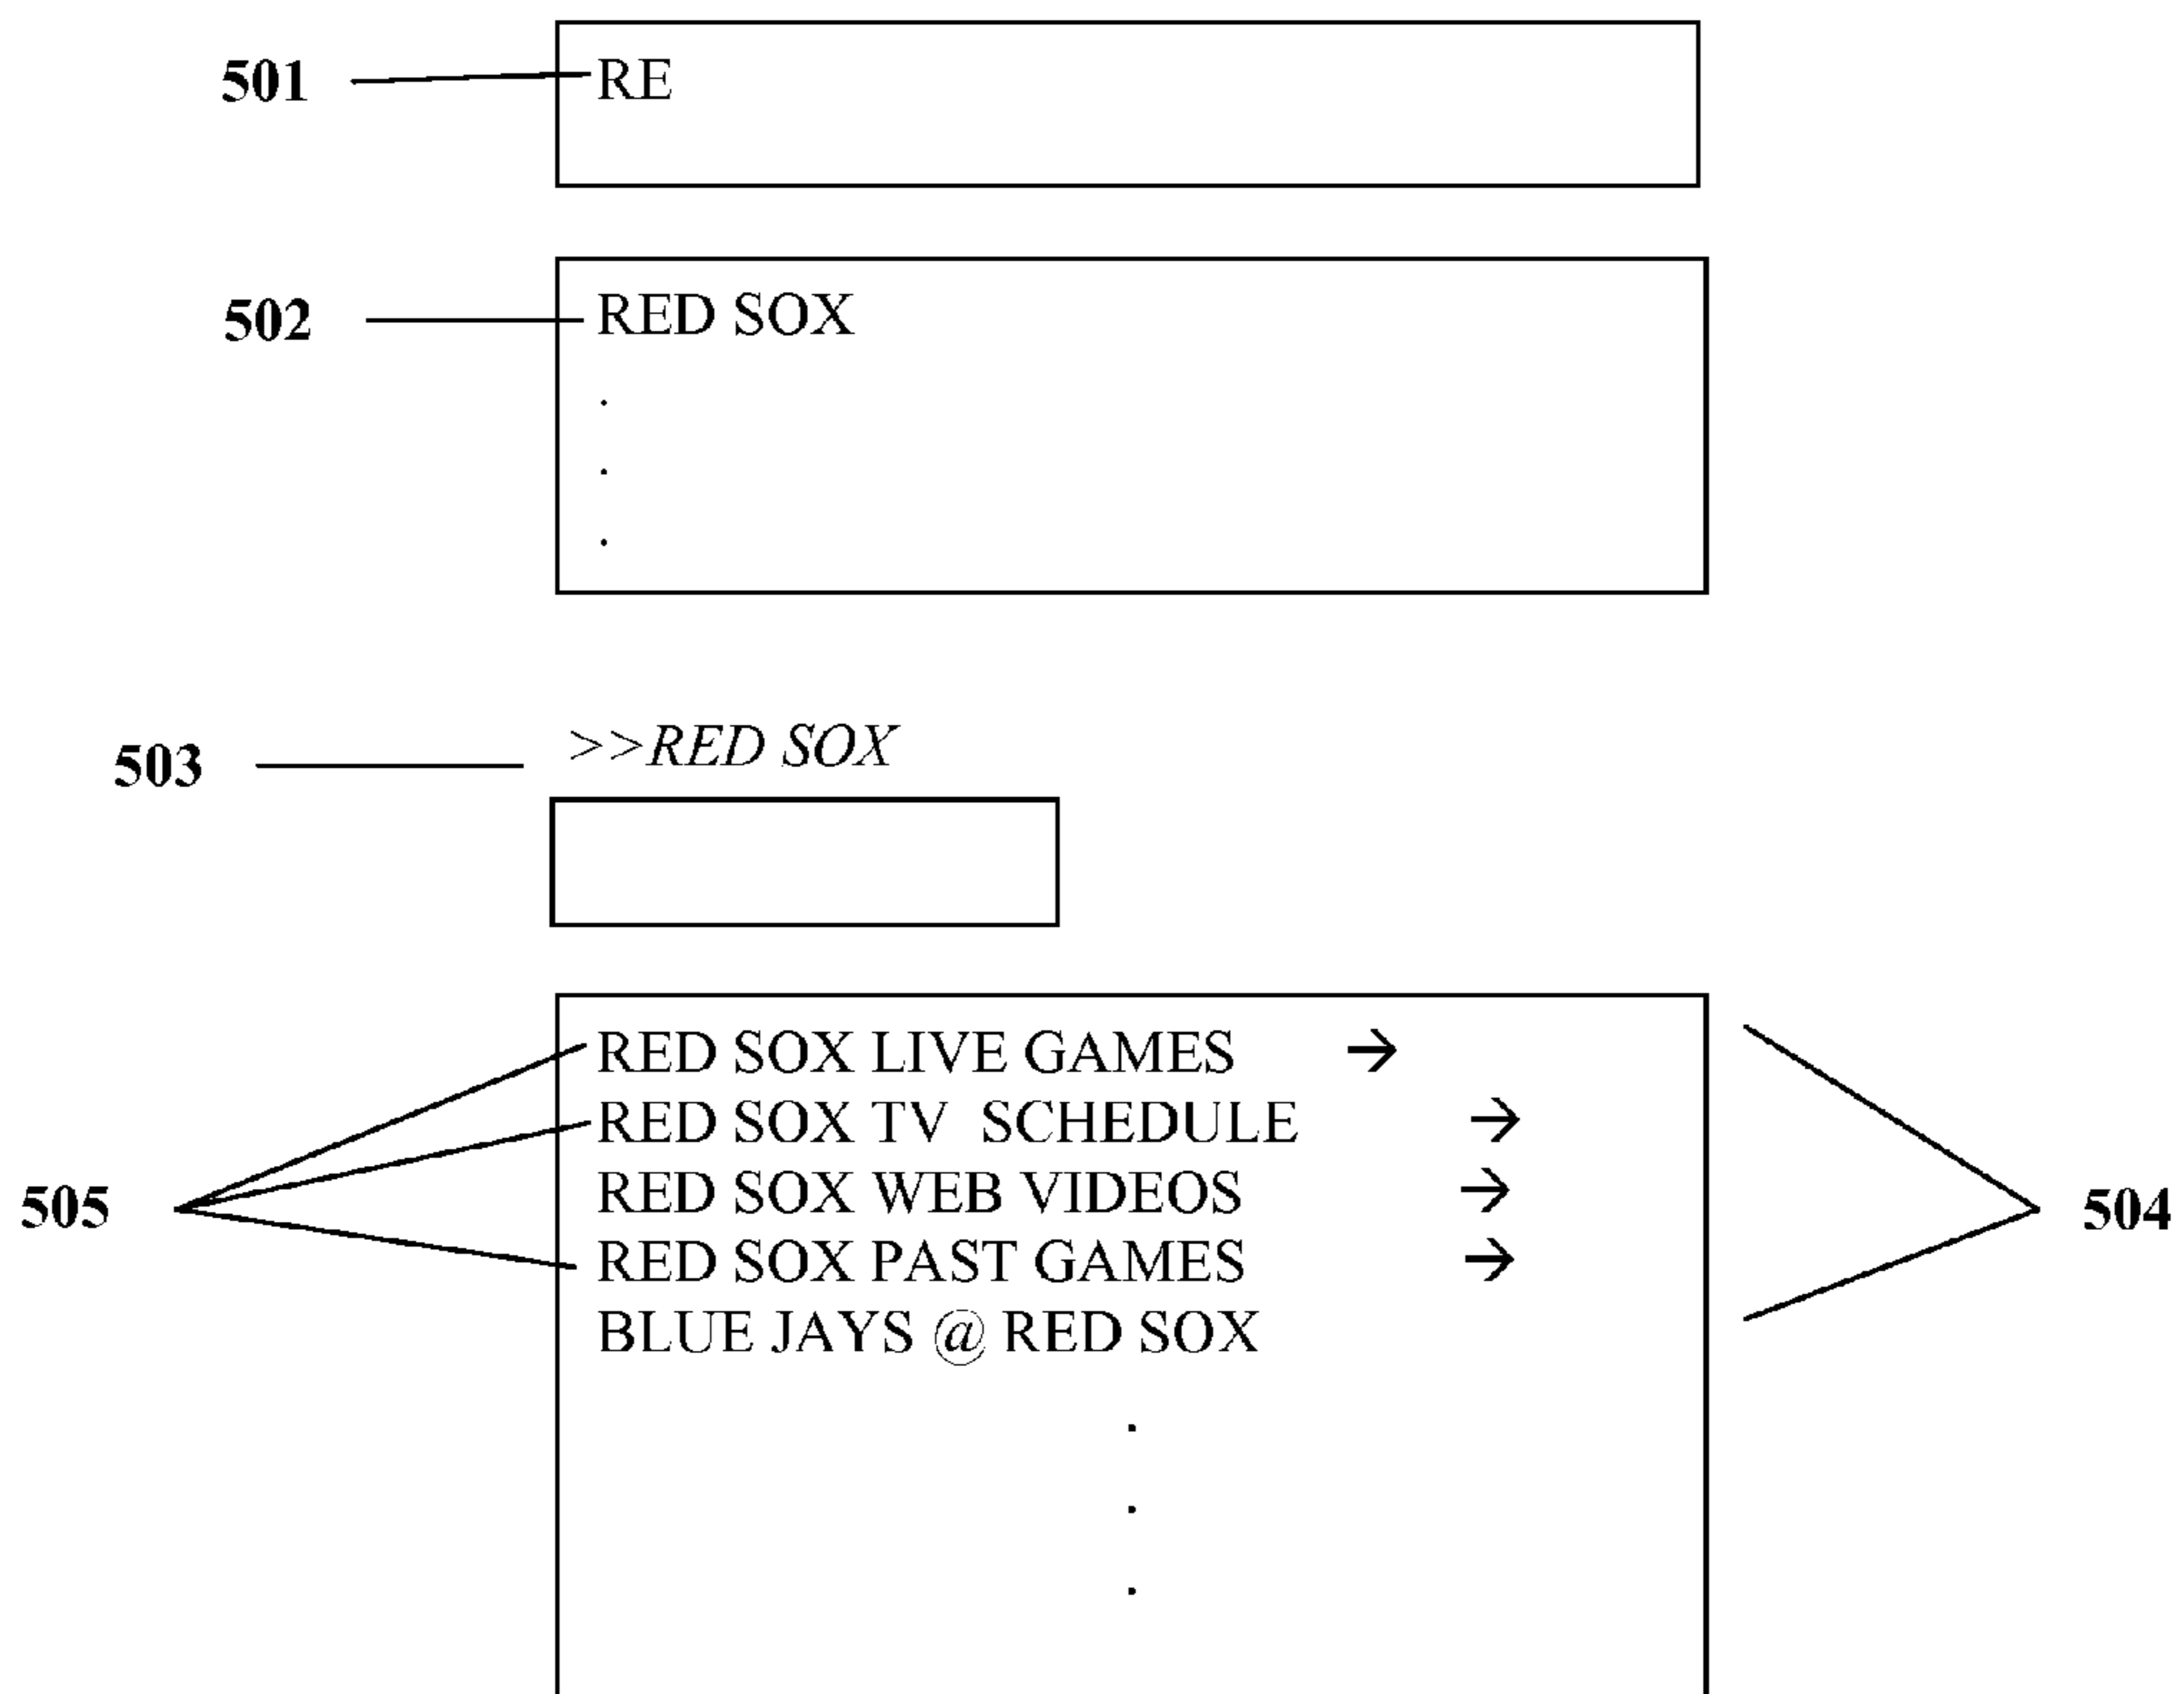 501 RE
502 RED SOX
.
.
.
503 >>RED SOX
RED SOX LIVE GAMES →
RED SOX TV SCHEDULE →
505 RED SOX WEB VIDEOS → 504
RED SOX PAST GAMES →
BLUE JAYS @ RED SOX
.
.
.